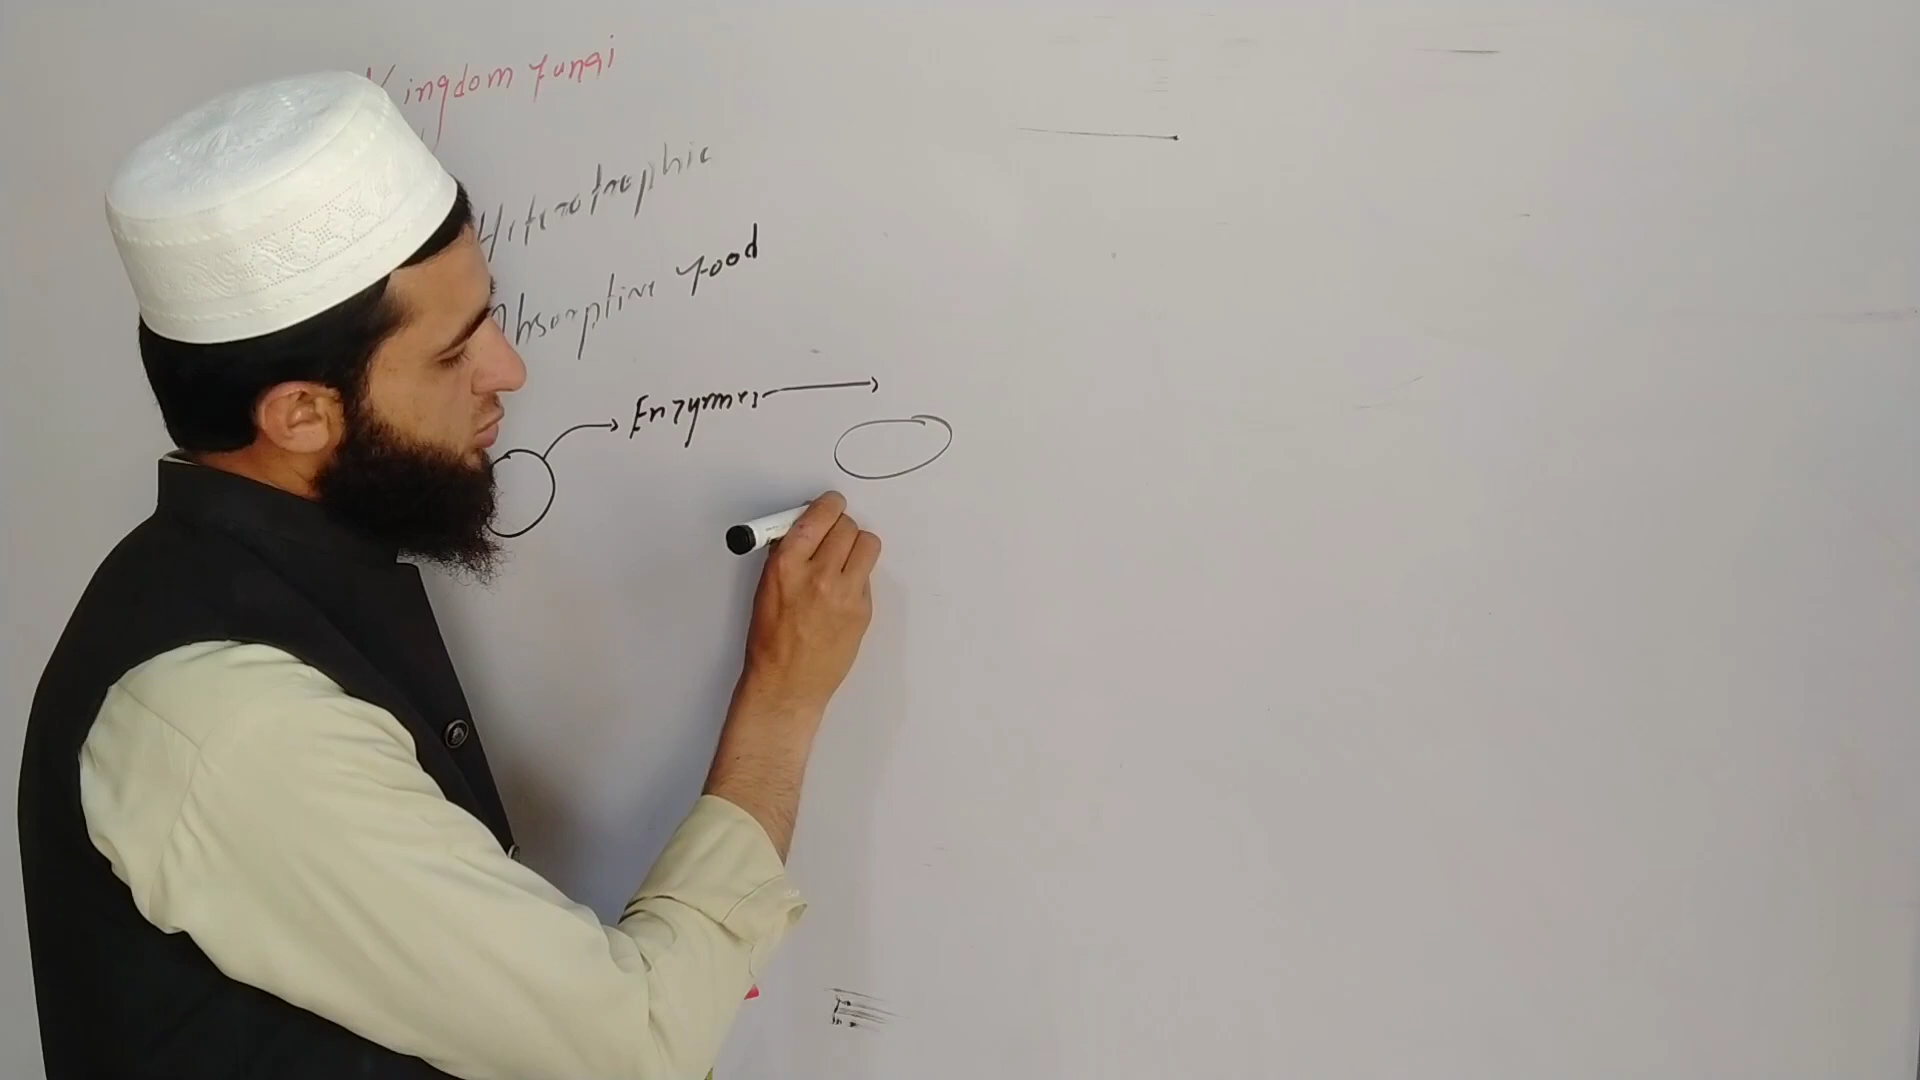 Kingdom fungi
Heterotrophic
Absorptive food
Enzymes